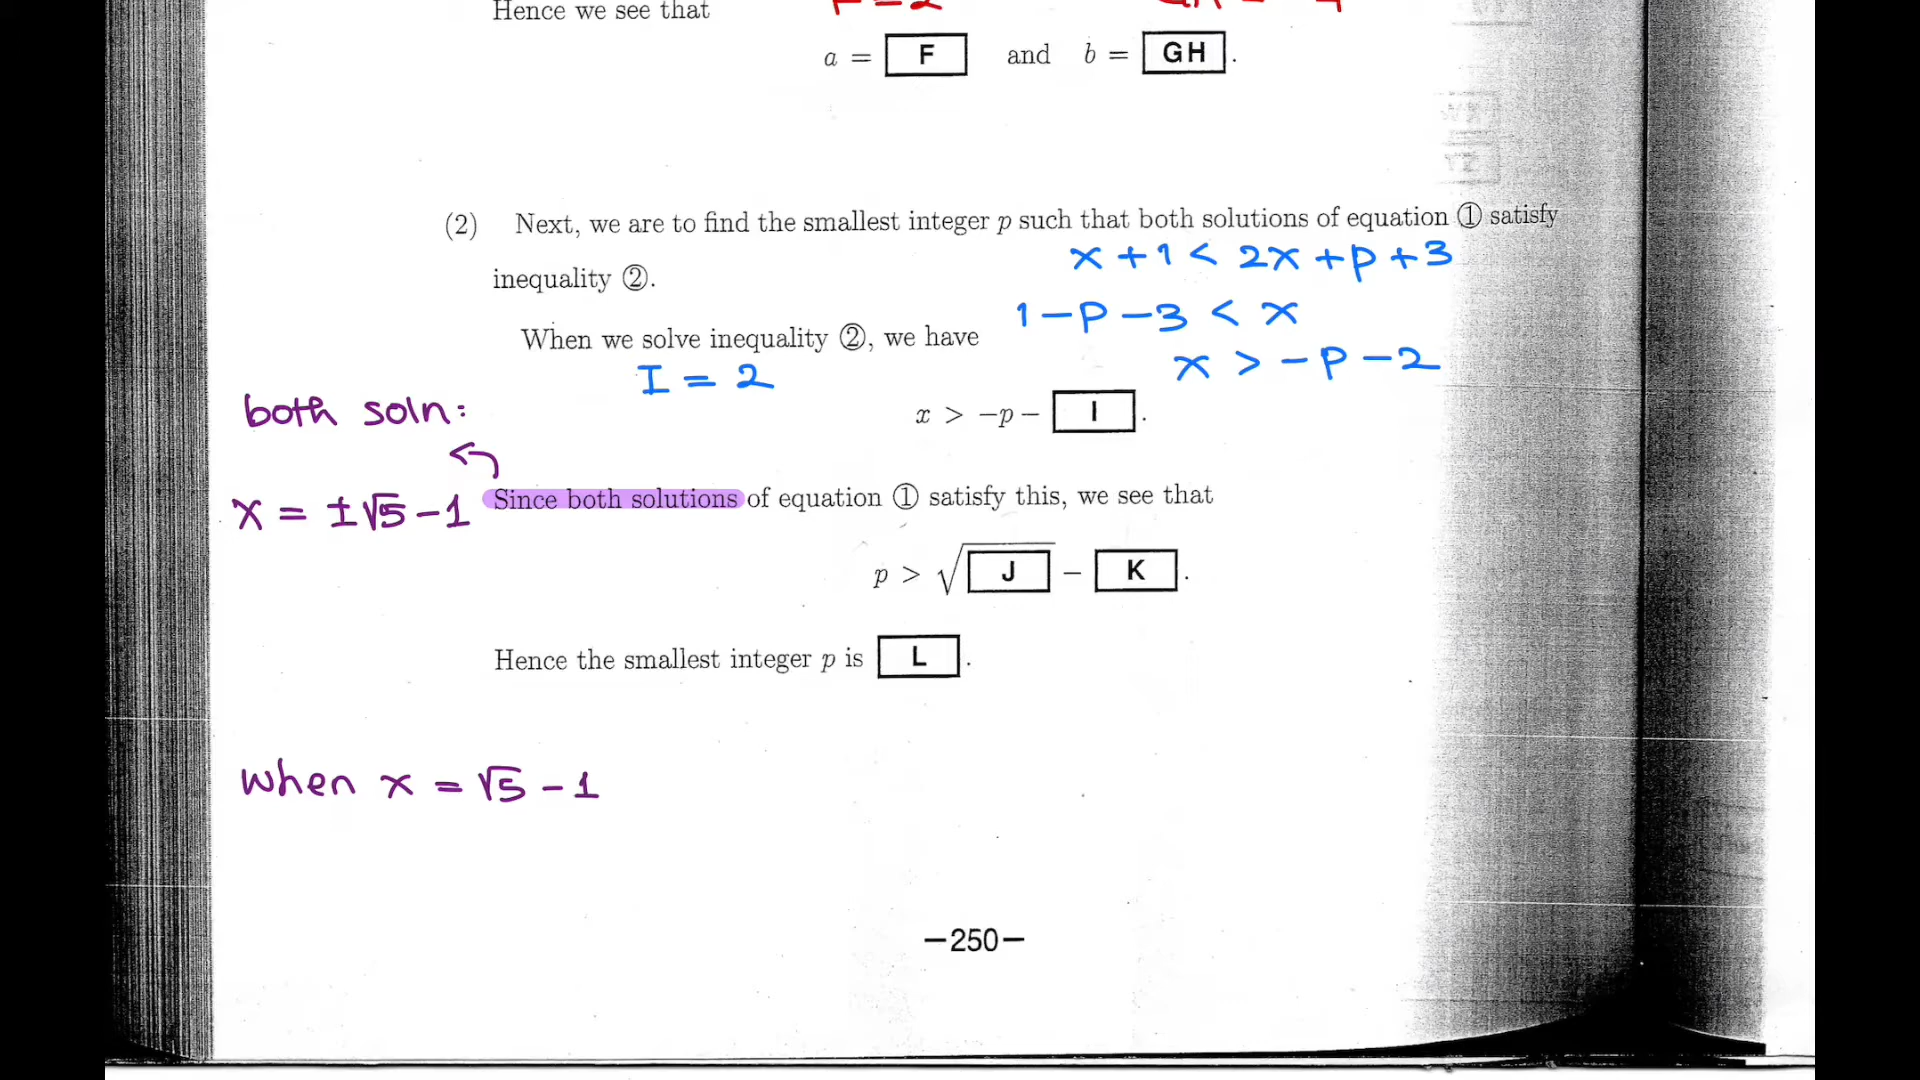 Hence we see that
a = F and b = GH .
(2) Next, we are to find the smallest integer p such that both solutions of equation ① satisfy
x + 1 < 2x + p + 3
inequality ②.
1 - p - 3 < x
When we solve inequality ②, we have
x > - p - 2
I = 2
both soln:
x > -p - I .
x = ±√5 - 1
Since both solutions of equation ① satisfy this, we see that
p > √J - K .
Hence the smallest integer p is L .
when x = √5 - 1
-250-